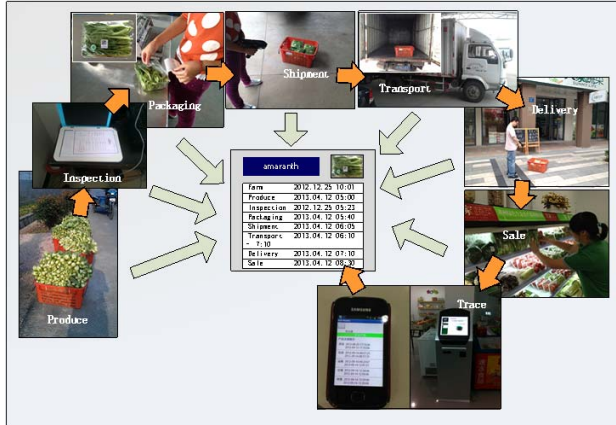 Packaging
Shipment
Transport
Delivery
Inspection
Produce
Sale
Trace
amaranth
Farm 2012.12.25 10:01
Produce 2013.04.12 05:00
Inspection 2012.12.25 05:23
Packaging 2013.04.12 05:40
Shipment 2013.04.12 06:05
Transport 2013.04.12 06:10
- 7:10
Delivery 2013.04.12 07:10
Sale 2013.04.12 08:30
SAMSUNG